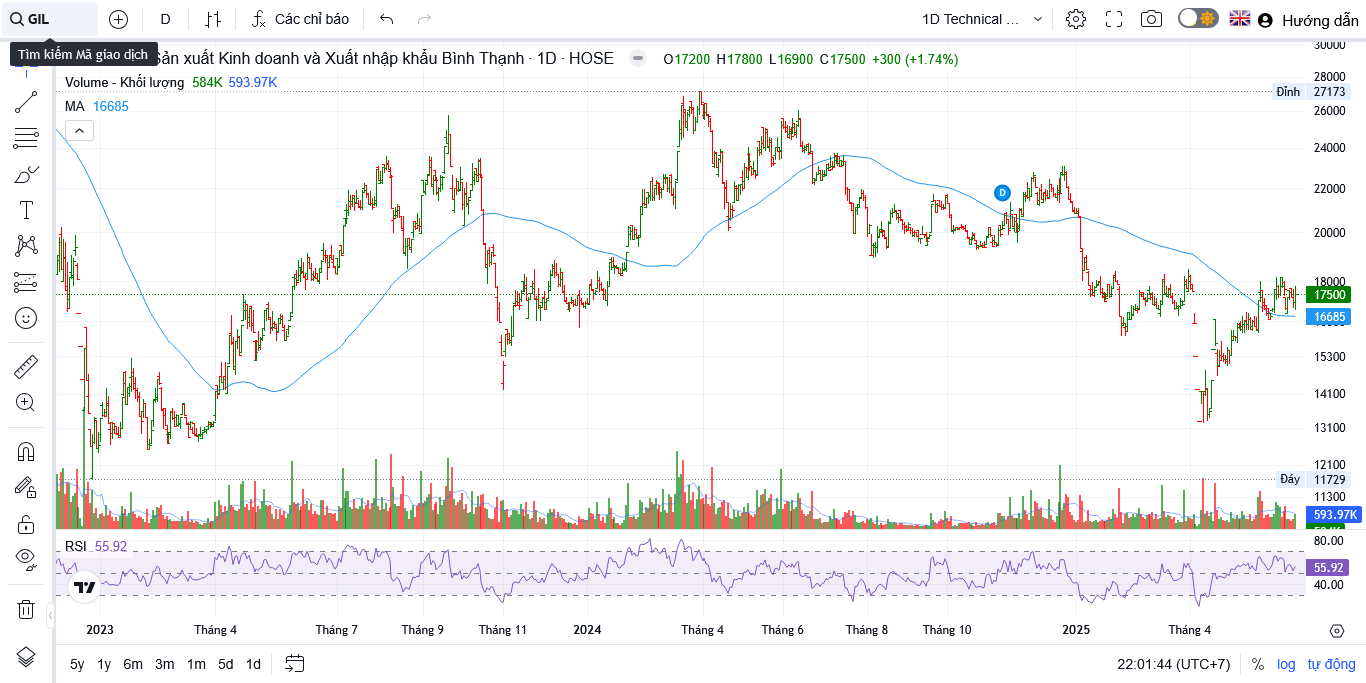 GIL
D
Các chỉ báo
1D Technical ...
Hướng dẫn
Tìm kiếm Mã giao dịch
Sản xuất Kinh doanh và Xuất nhập khẩu Bình Thạnh · 1D · HOSE
O17200 H17800 L16900 C17500 +300 (+1.74%)
Volume - Khối lượng 584K 593.97K
MA 16685
30000
28000
Đỉnh 27173
26000
24000
22000
D
20000
18000
17500
16685
15300
14100
13100
12100
Đáy 11729
11300
593.97K
RSI 55.92
80.00
55.92
40.00
2023 Tháng 4 Tháng 7 Tháng 9 Tháng 11 2024 Tháng 4 Tháng 6 Tháng 8 Tháng 10 2025 Tháng 4
5y 1y 6m 3m 1m 5d 1d
22:01:44 (UTC+7) % log tự động